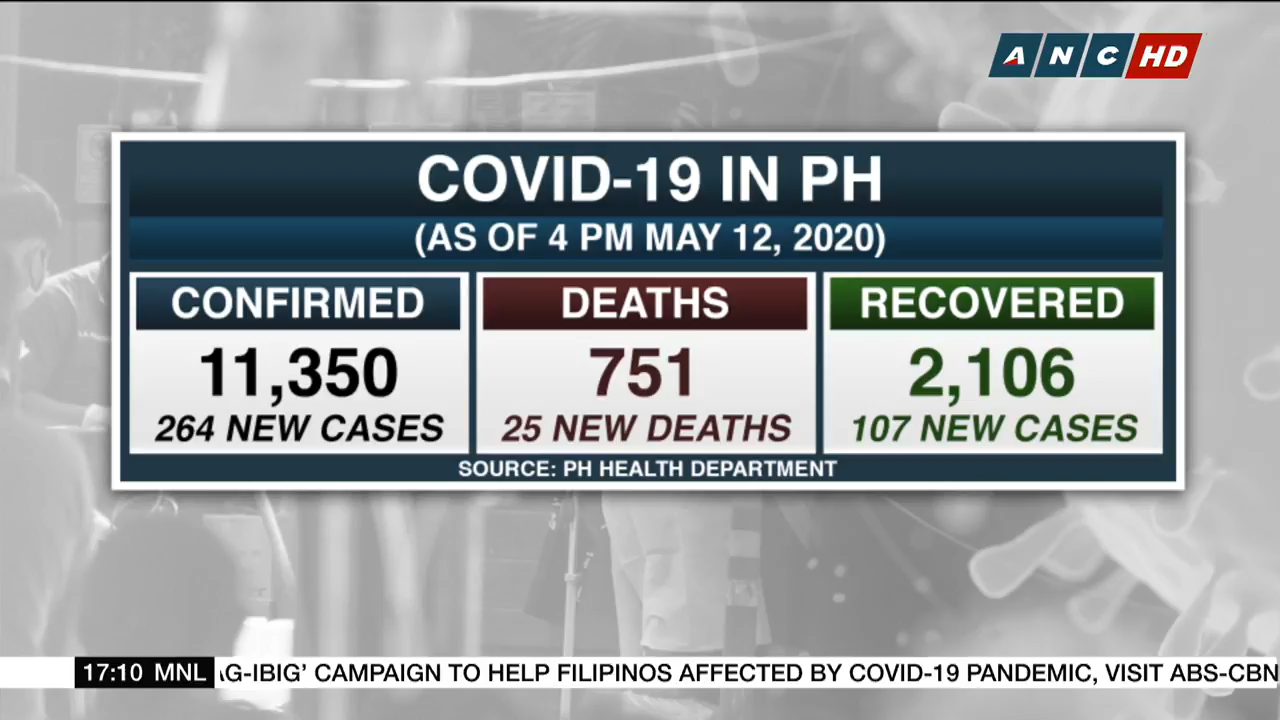 ANC HD
COVID-19 IN PH
(AS OF 4 PM MAY 12, 2020)
CONFIRMED
11,350
264 NEW CASES
DEATHS
751
25 NEW DEATHS
RECOVERED
2,106
107 NEW CASES
SOURCE: PH HEALTH DEPARTMENT
17:10 MNL
G-IBIG' CAMPAIGN TO HELP FILIPINOS AFFECTED BY COVID-19 PANDEMIC, VISIT ABS-CBN